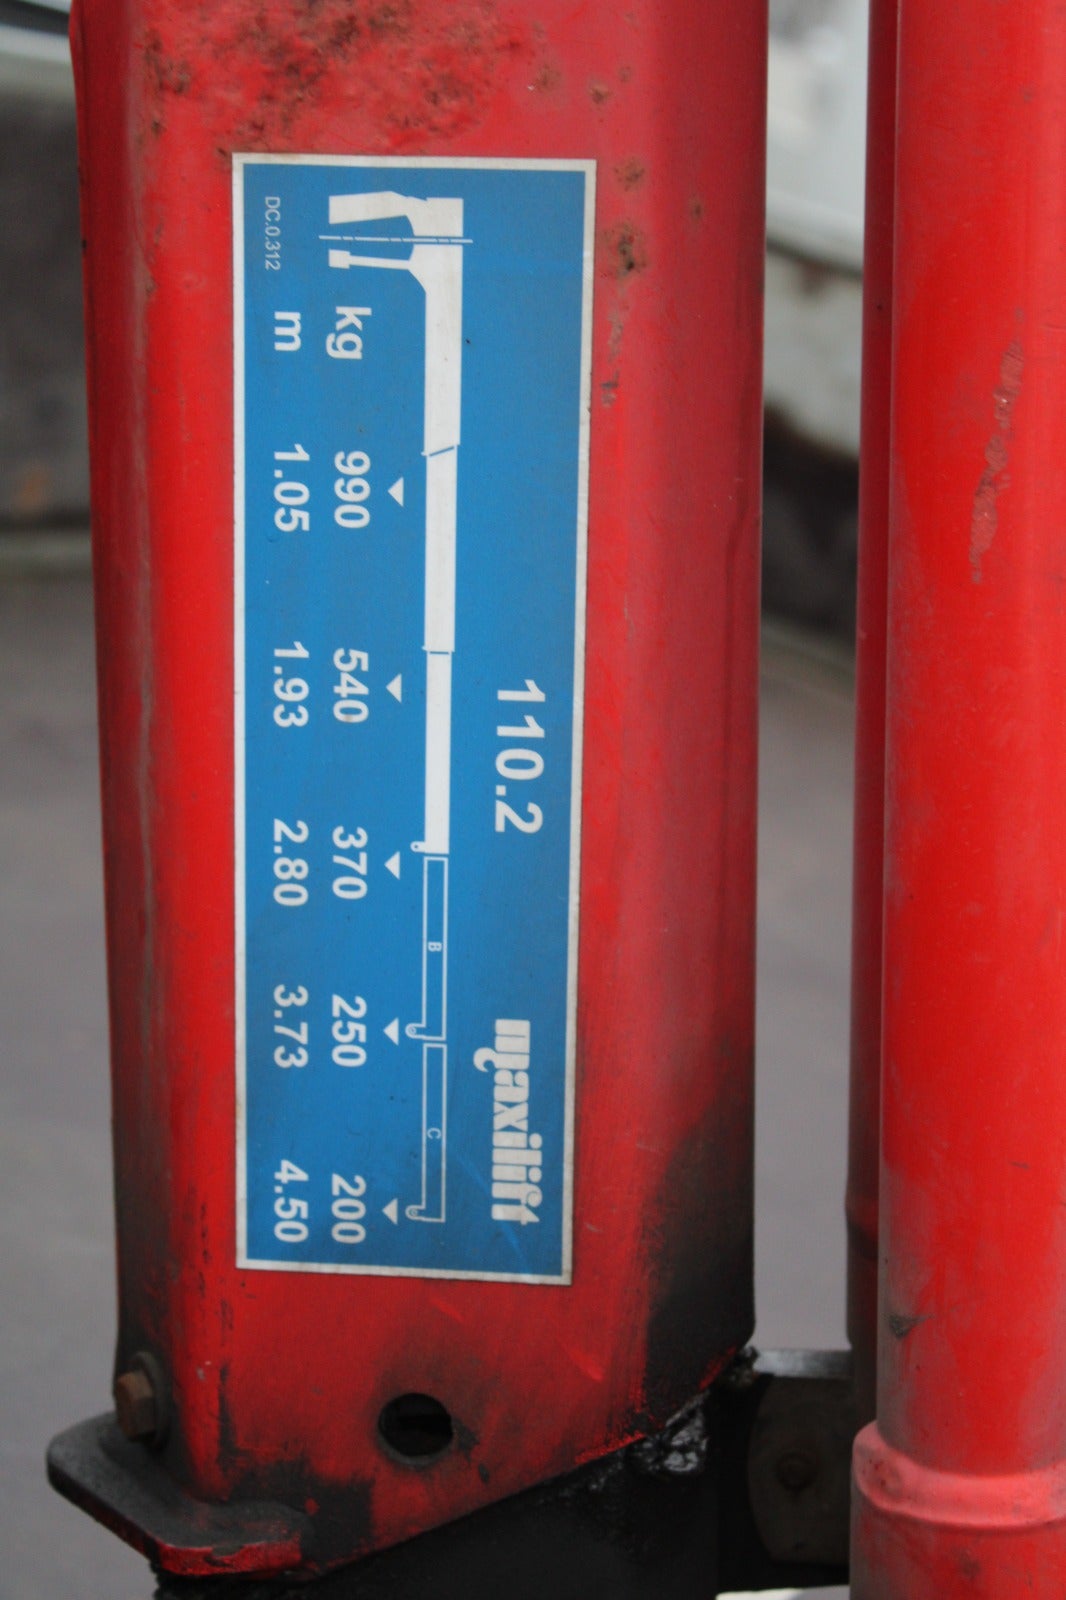 110.2
maxilift
B
C
kg 990 540 370 250 200
m 1.05 1.93 2.80 3.73 4.50
DC.0.312